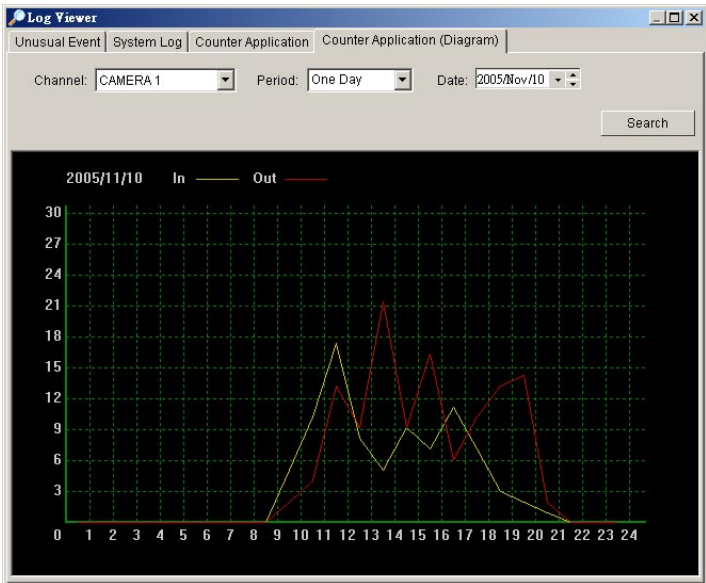 Log Viewer
Unusual Event System Log Counter Application Counter Application (Diagram)
Channel: CAMERA 1 Period: One Day Date: 2005/Nov/10
Search
2005/11/10 In Out
30
27
24
21
18
15
12
9
6
3
0 1 2 3 4 5 6 7 8 9 10 11 12 13 14 15 16 17 18 19 20 21 22 23 24